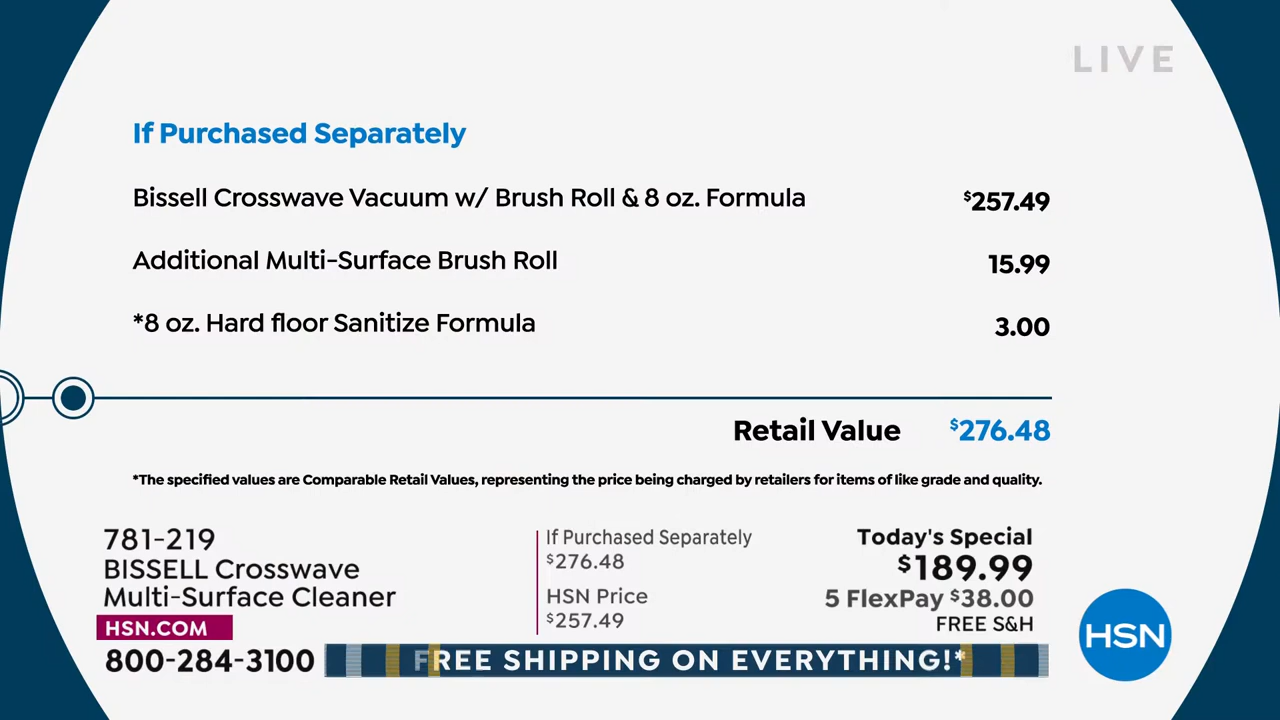 LIVE
If Purchased Separately
Bissell Crosswave Vacuum w/ Brush Roll & 8 oz. Formula $257.49
Additional Multi-Surface Brush Roll 15.99
*8 oz. Hard floor Sanitize Formula 3.00
Retail Value $276.48
*The specified values are Comparable Retail Values, representing the price being charged by retailers for items of like grade and quality.
781-219
BISSELL Crosswave
Multi-Surface Cleaner
HSN.COM
800-284-3100
If Purchased Separately
$276.48
HSN Price
$257.49
Today's Special
$189.99
5 FlexPay $38.00
FREE S&H
FREE SHIPPING ON EVERYTHING!*
HSN